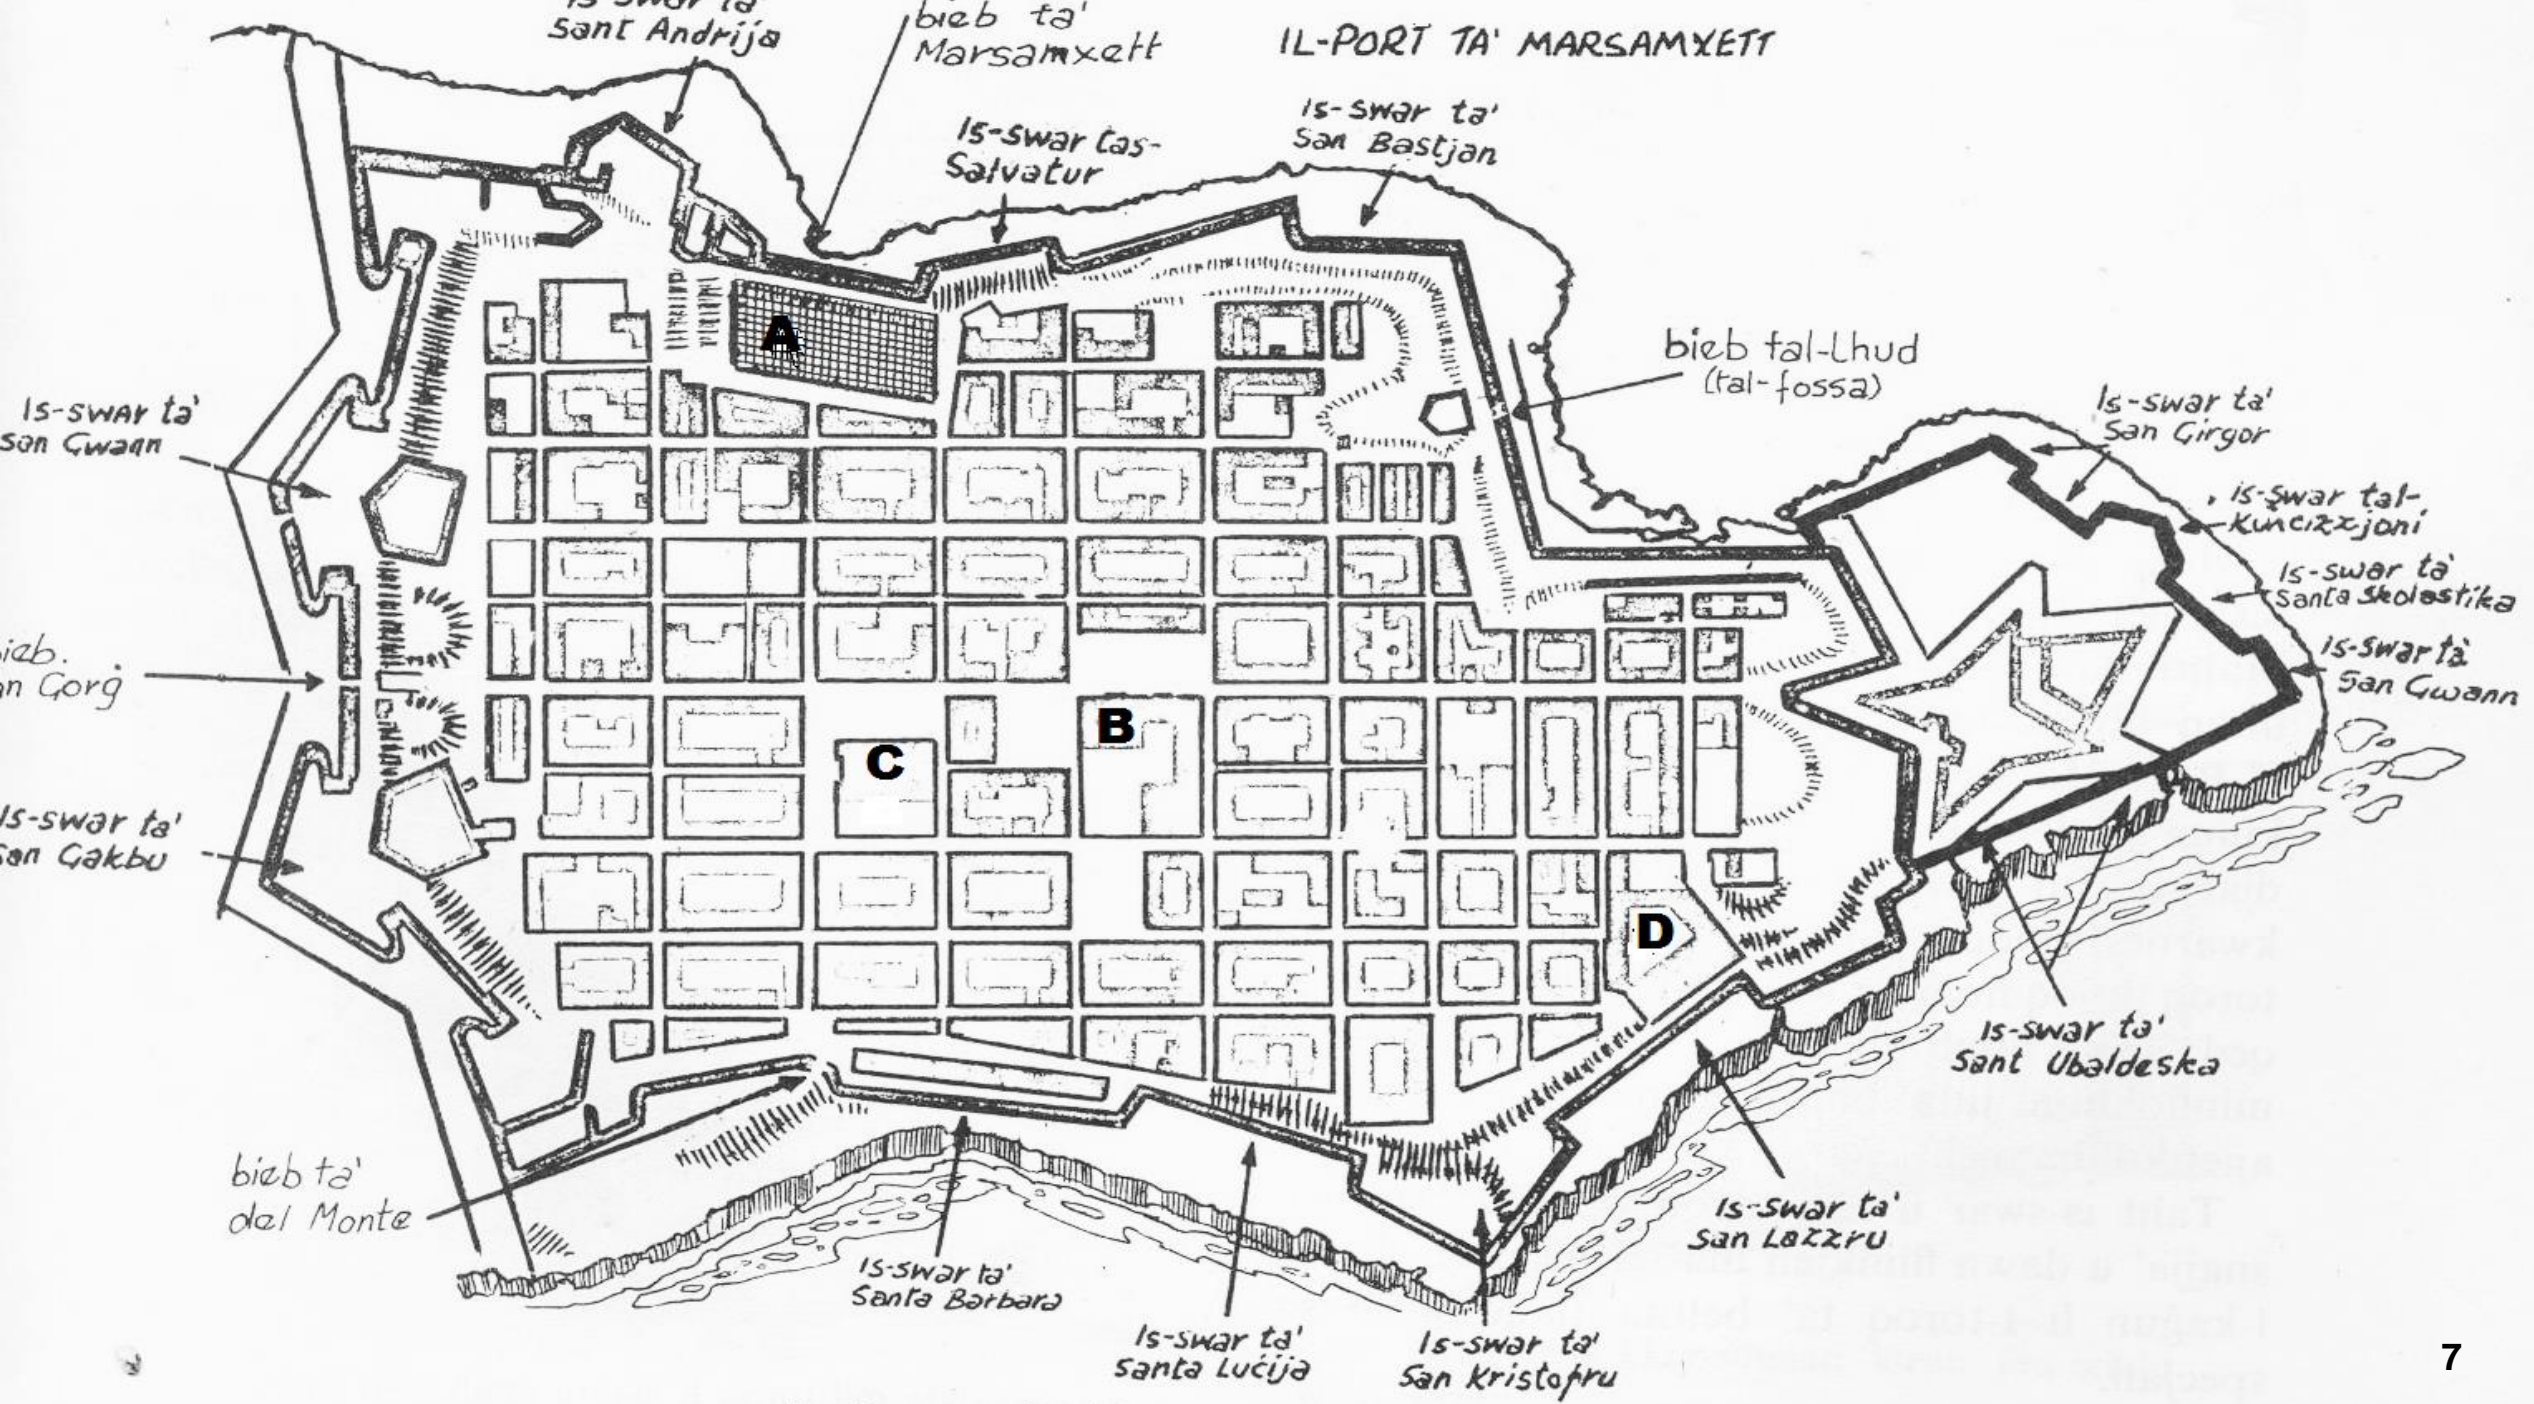 Sant Andrija
bieb ta'
Marsamxett
IL-PORT TA' MARSAMXETT
Is-swar tas-
Salvatur
Is-swar ta'
San Bastjan
A
bieb tal-Lhud
(tal-fossa)
Is-swar ta'
San Gwann
Is-swar ta'
San Girgor
is-swar tal-
Kuncizzjoni
Is-swar ta'
Santa Skolastika
is-swar ta'
San Gwann
Gorġ
B
C
Is-swar ta'
San Gakbu
D
Is-swar ta'
Sant Ubaldeska
bieb ta'
del Monte
Is-swar ta'
San Lazzru
Is-swar ta'
Santa Barbara
Is-swar ta'
Santa Luċija
Is-swar ta'
San Kristofru
7